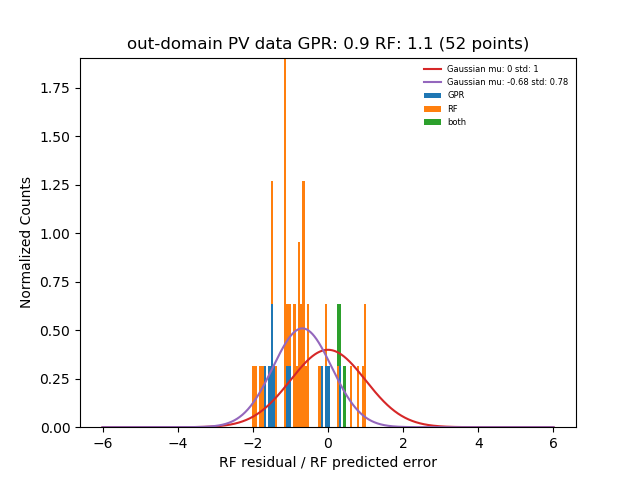 out-domain PV data GPR: 0.9 RF: 1.1 (52 points)
Gaussian mu: 0 std: 1
Gaussian mu: -0.68 std: 0.78
GPR
RF
both
Normalized Counts
1.75
1.50
1.25
1.00
0.75
0.50
0.25
0.00
−6 −4 −2 0 2 4 6
RF residual / RF predicted error